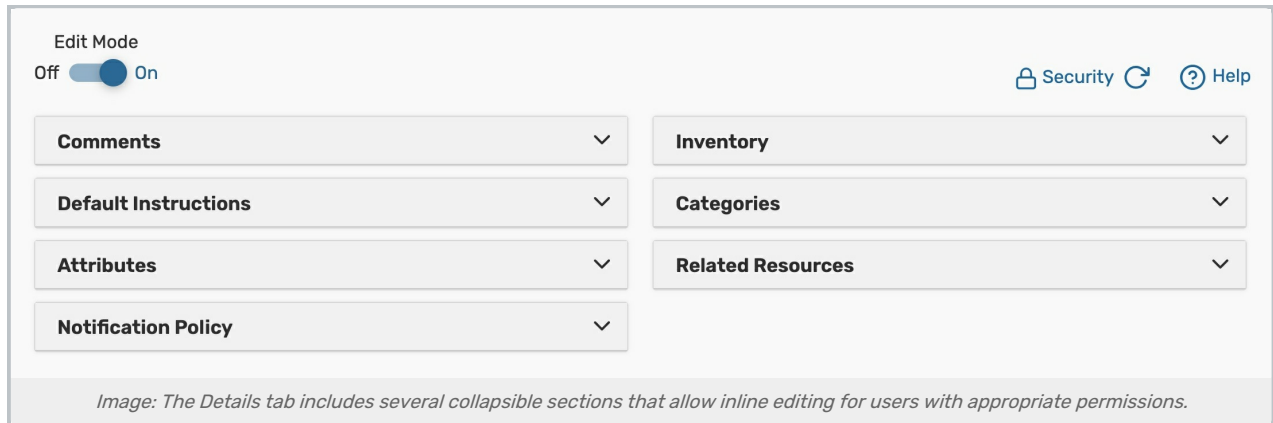 Edit Mode
Off On
Security Help
Comments
Inventory
Default Instructions
Categories
Attributes
Related Resources
Notification Policy
Image: The Details tab includes several collapsible sections that allow inline editing for users with appropriate permissions.